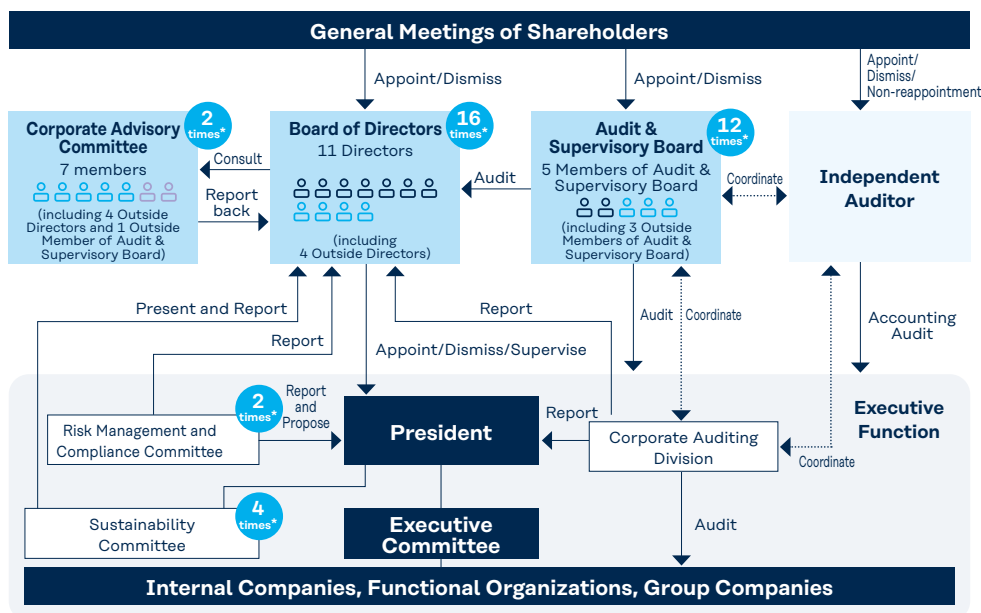 General Meetings of Shareholders
Appoint/Dismiss
Appoint/Dismiss
Appoint/
Dismiss/
Non-reappointment
Corporate Advisory
Committee
2
times*
7 members
(including 4 Outside
Directors and 1 Outside
Member of Audit &
Supervisory Board)
Consult
Report
back
Board of Directors
16
times*
11 Directors
(including
4 Outside Directors)
Audit
Audit &
Supervisory Board
12
times*
5 Members of Audit &
Supervisory Board
(including 3 Outside
Members of Audit &
Supervisory Board)
Coordinate
Independent
Auditor
Present and Report
Report
Appoint/Dismiss/Supervise
Report
Audit
Coordinate
Accounting
Audit
Executive
Function
Risk Management and
Compliance Committee
2
times*
Report
and
Propose
President
Report
Corporate Auditing
Division
Coordinate
Sustainability
Committee
4
times*
Executive
Committee
Audit
Internal Companies, Functional Organizations, Group Companies